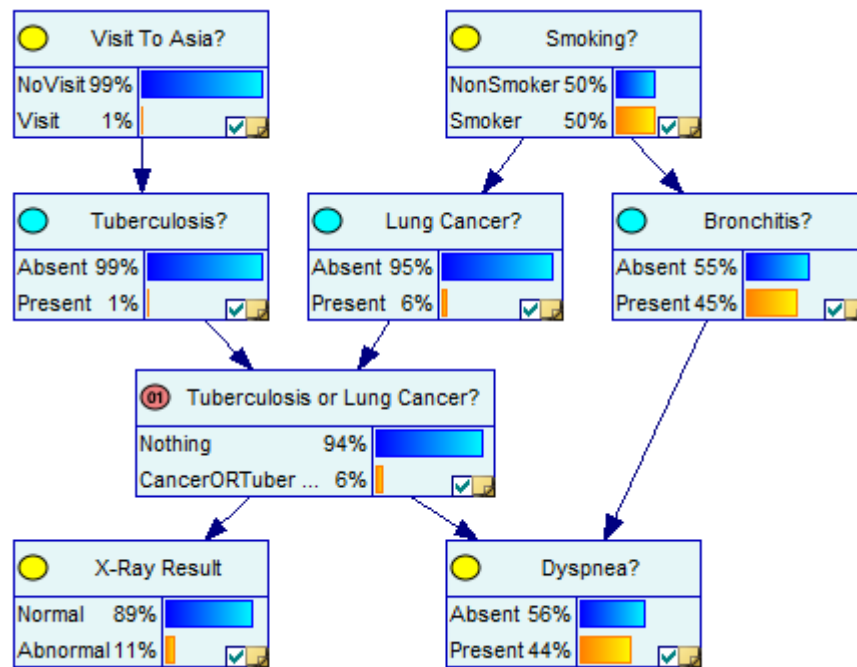 Visit To Asia?
NoVisit 99%
Visit 1%
Smoking?
NonSmoker 50%
Smoker 50%
Tuberculosis?
Absent 99%
Present 1%
Lung Cancer?
Absent 95%
Present 6%
Bronchitis?
Absent 55%
Present 45%
01 Tuberculosis or Lung Cancer?
Nothing 94%
CancerORTuber ... 6%
X-Ray Result
Normal 89%
Abnormal 11%
Dyspnea?
Absent 56%
Present 44%